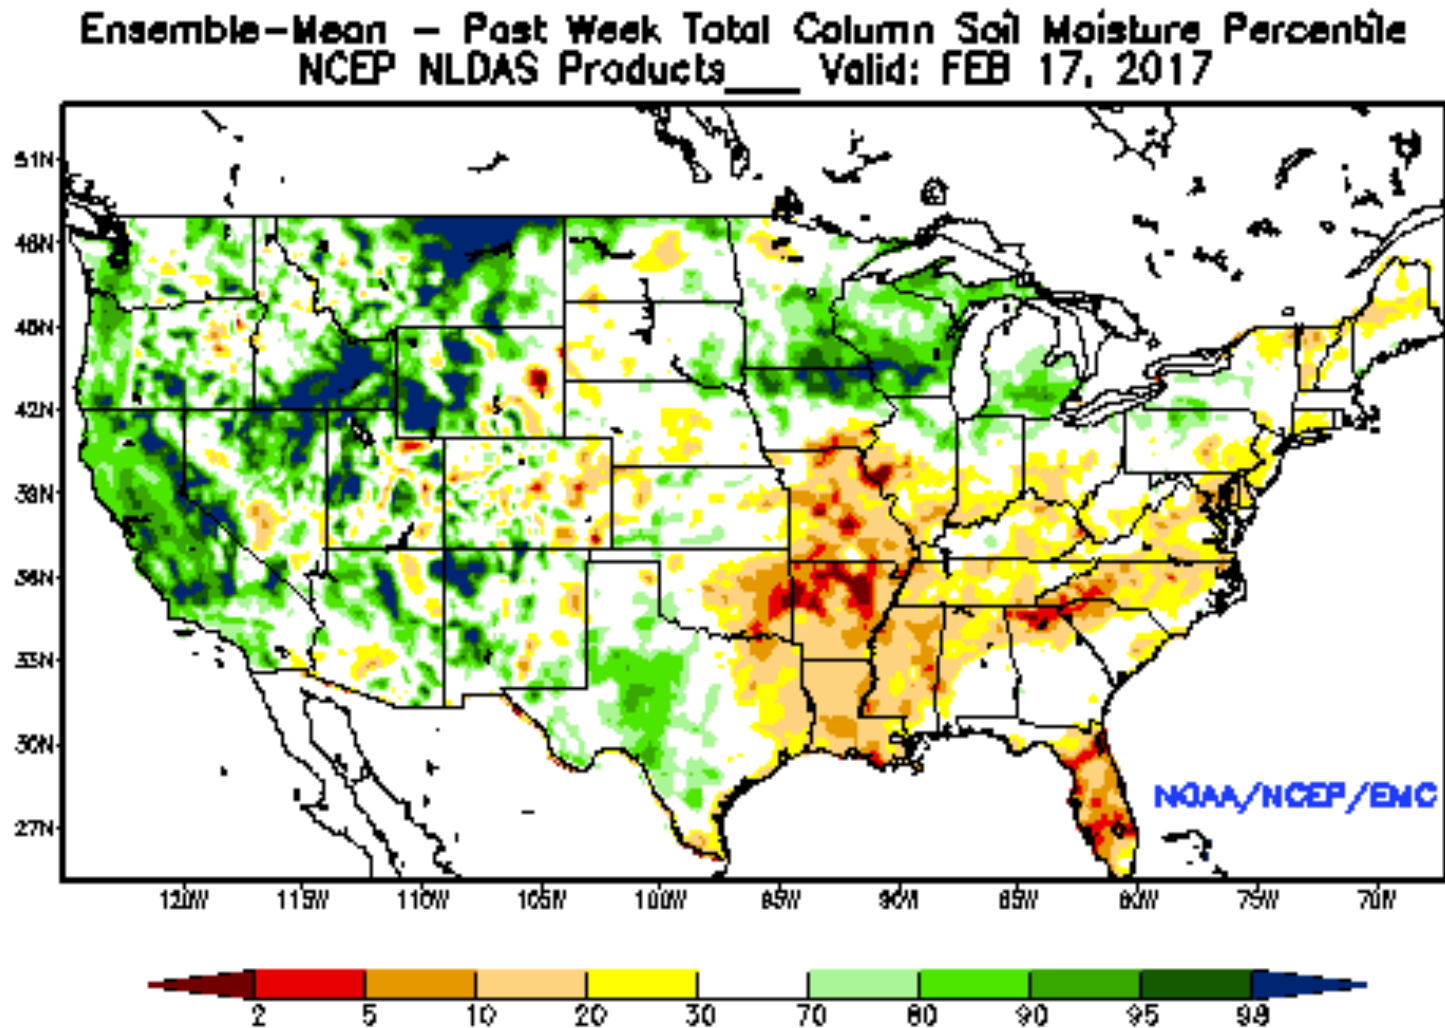 Ensemble-Mean - Past Week Total Column Soil Moisture Percentile
NCEP NLDAS Products____ Valid: FEB 17, 2017
51N
48N
45N
42N
39N
36N
33N
30N
27N
NOAA/NCEP/EMC
120W 115W 110W 105W 100W 95W 90W 85W 80W 75W 70W
2 5 10 20 30 70 80 90 95 98